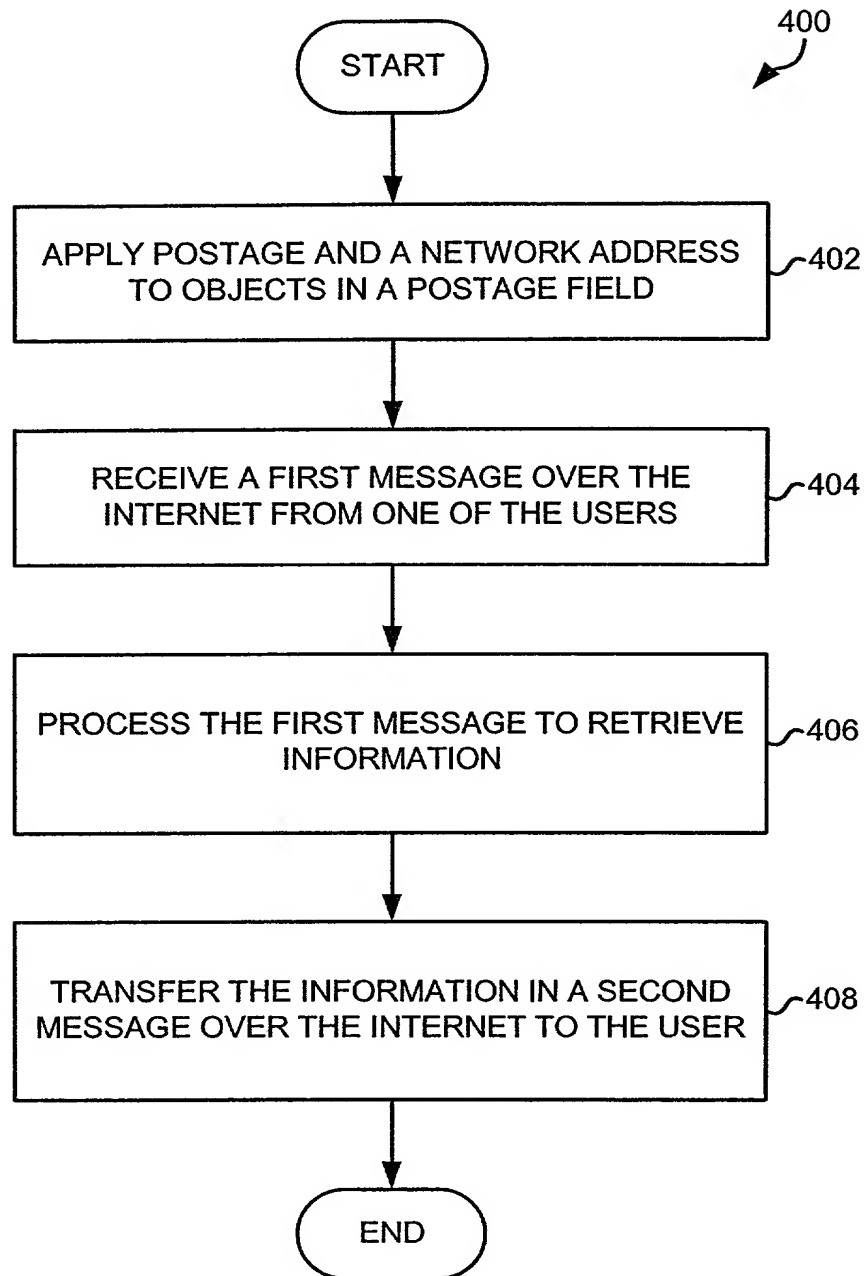 400
START
APPLY POSTAGE AND A NETWORK ADDRESS
TO OBJECTS IN A POSTAGE FIELD
402
RECEIVE A FIRST MESSAGE OVER THE
INTERNET FROM ONE OF THE USERS
404
PROCESS THE FIRST MESSAGE TO RETRIEVE
INFORMATION
406
TRANSFER THE INFORMATION IN A SECOND
MESSAGE OVER THE INTERNET TO THE USER
408
END